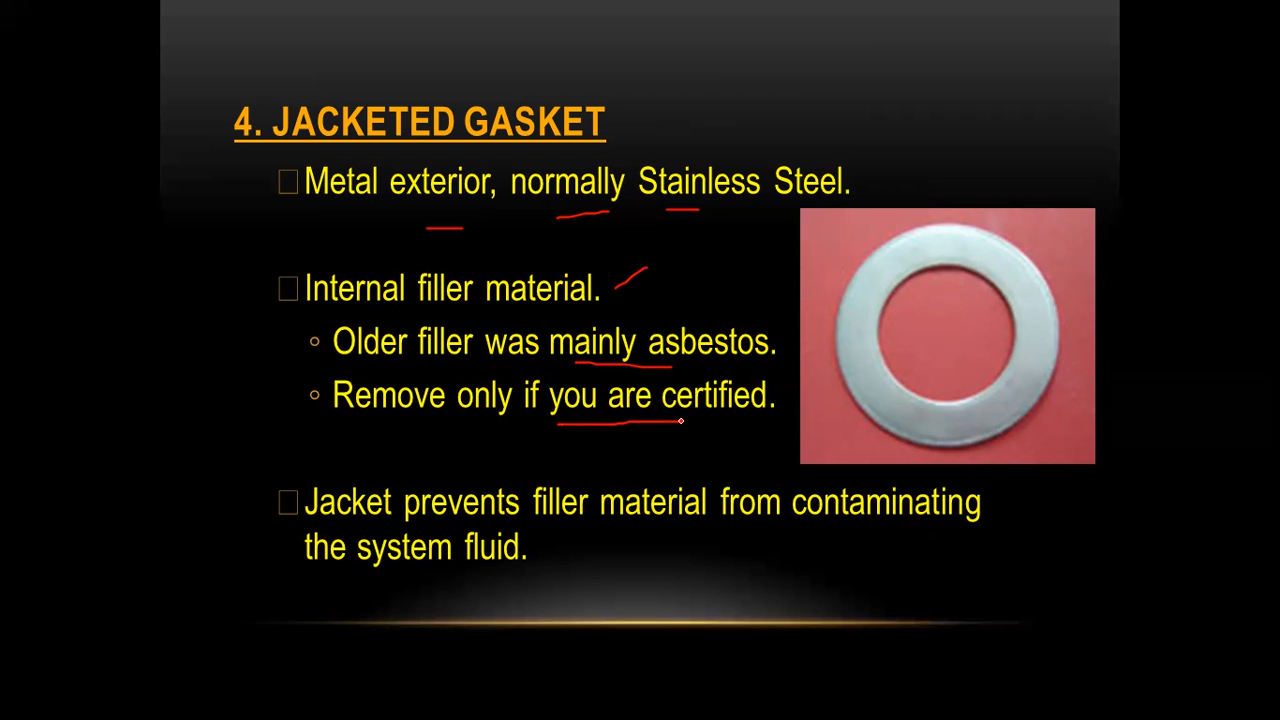 4. JACKETED GASKET
Metal exterior, normally Stainless Steel.
Internal filler material.
Older filler was mainly asbestos.
Remove only if you are certified.
Jacket prevents filler material from contaminating
the system fluid.